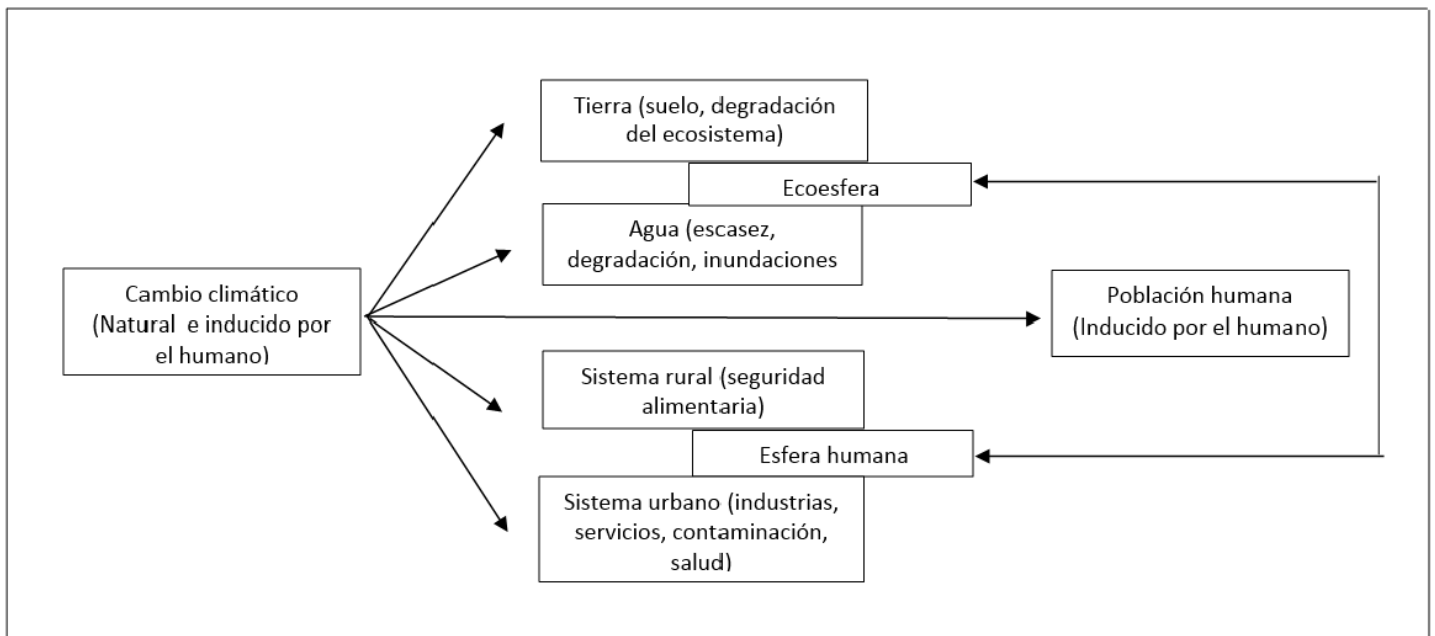 Tierra (suelo, degradación
del ecosistema)
Ecoesfera
Agua (escasez,
degradación, inundaciones
Cambio climático
(Natural e inducido por
el humano)
Población humana
(Inducido por el humano)
Sistema rural (seguridad
alimentaria)
Esfera humana
Sistema urbano (industrias,
servicios, contaminación,
salud)